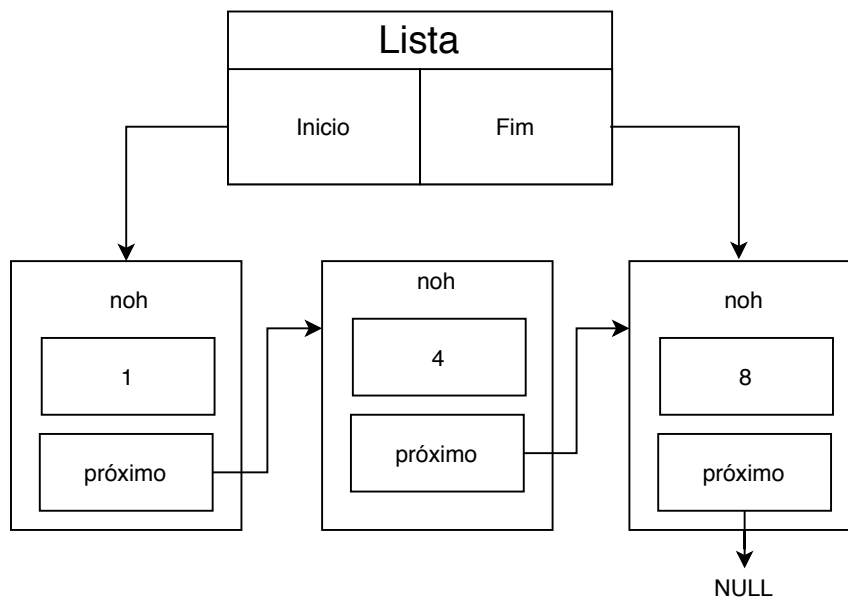 Lista
Inicio
Fim
noh
1
próximo
noh
4
próximo
noh
8
próximo
NULL